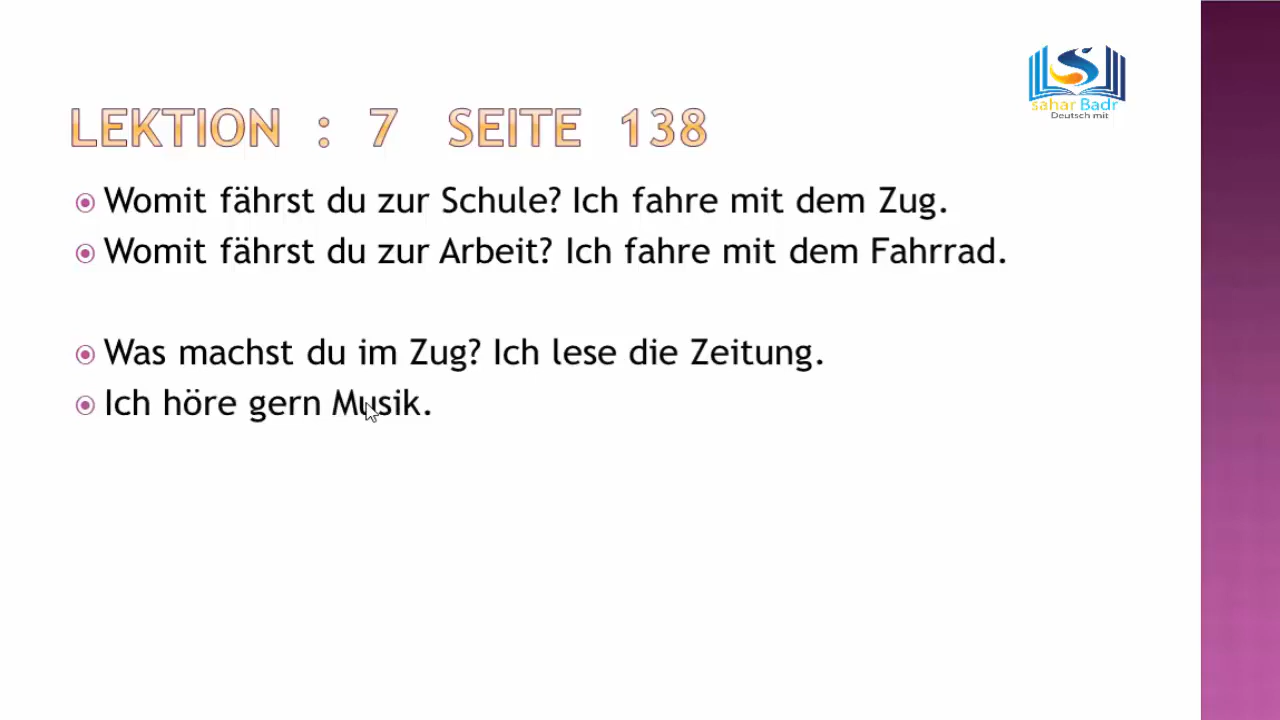 sahar Badr
Deutsch mit
LEKTION : 7 SEITE 138
Womit fährst du zur Schule? Ich fahre mit dem Zug.
Womit fährst du zur Arbeit? Ich fahre mit dem Fahrrad.
Was machst du im Zug? Ich lese die Zeitung.
Ich höre gern Musik.